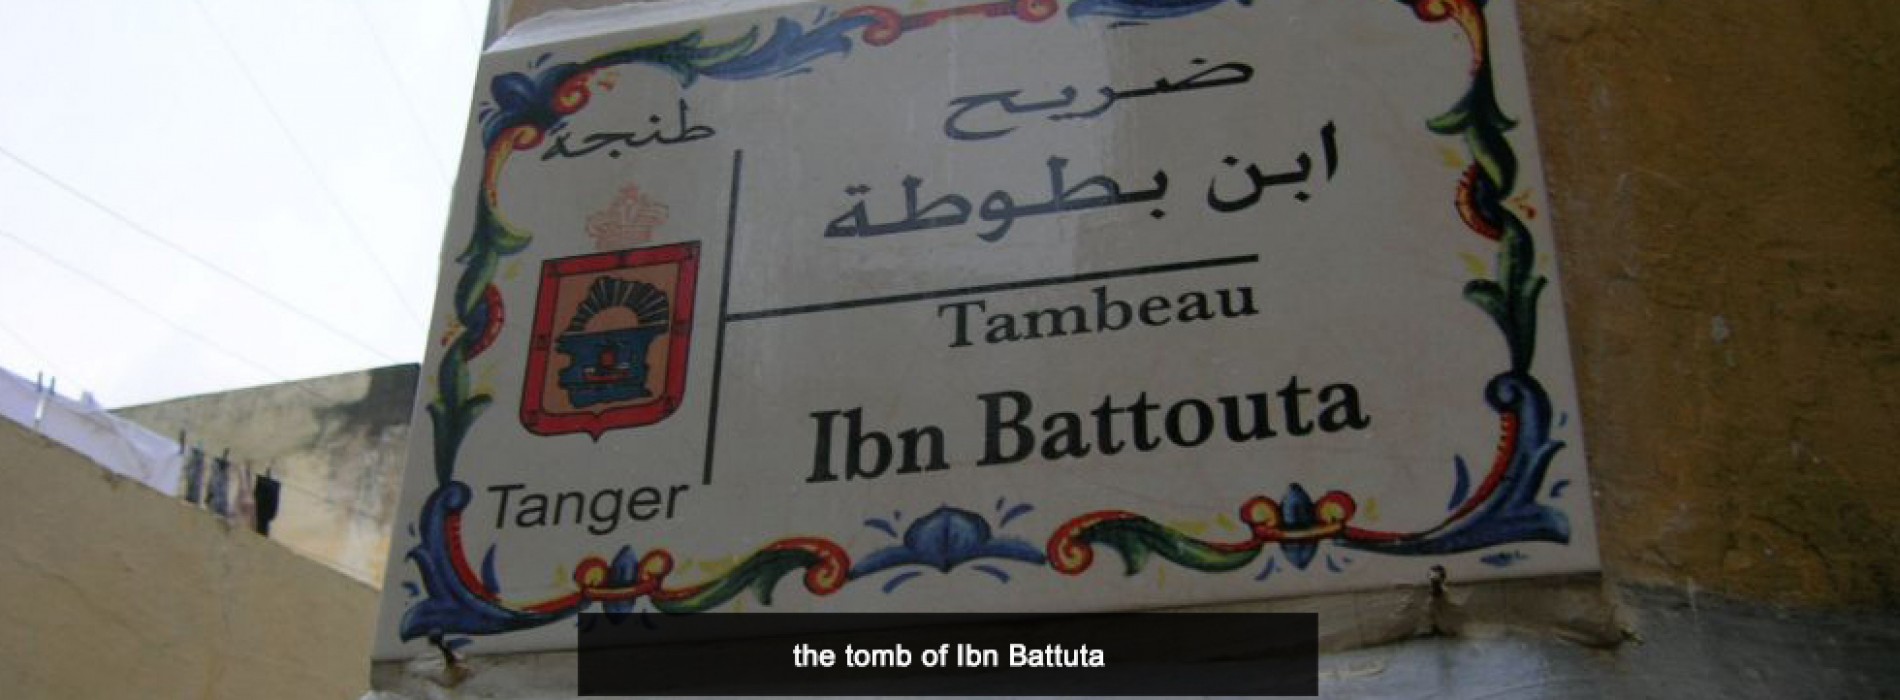 طنجة
ضريح
ابن بطوطة
Tambeau
Ibn Battouta
Tanger
the tomb of Ibn Battuta